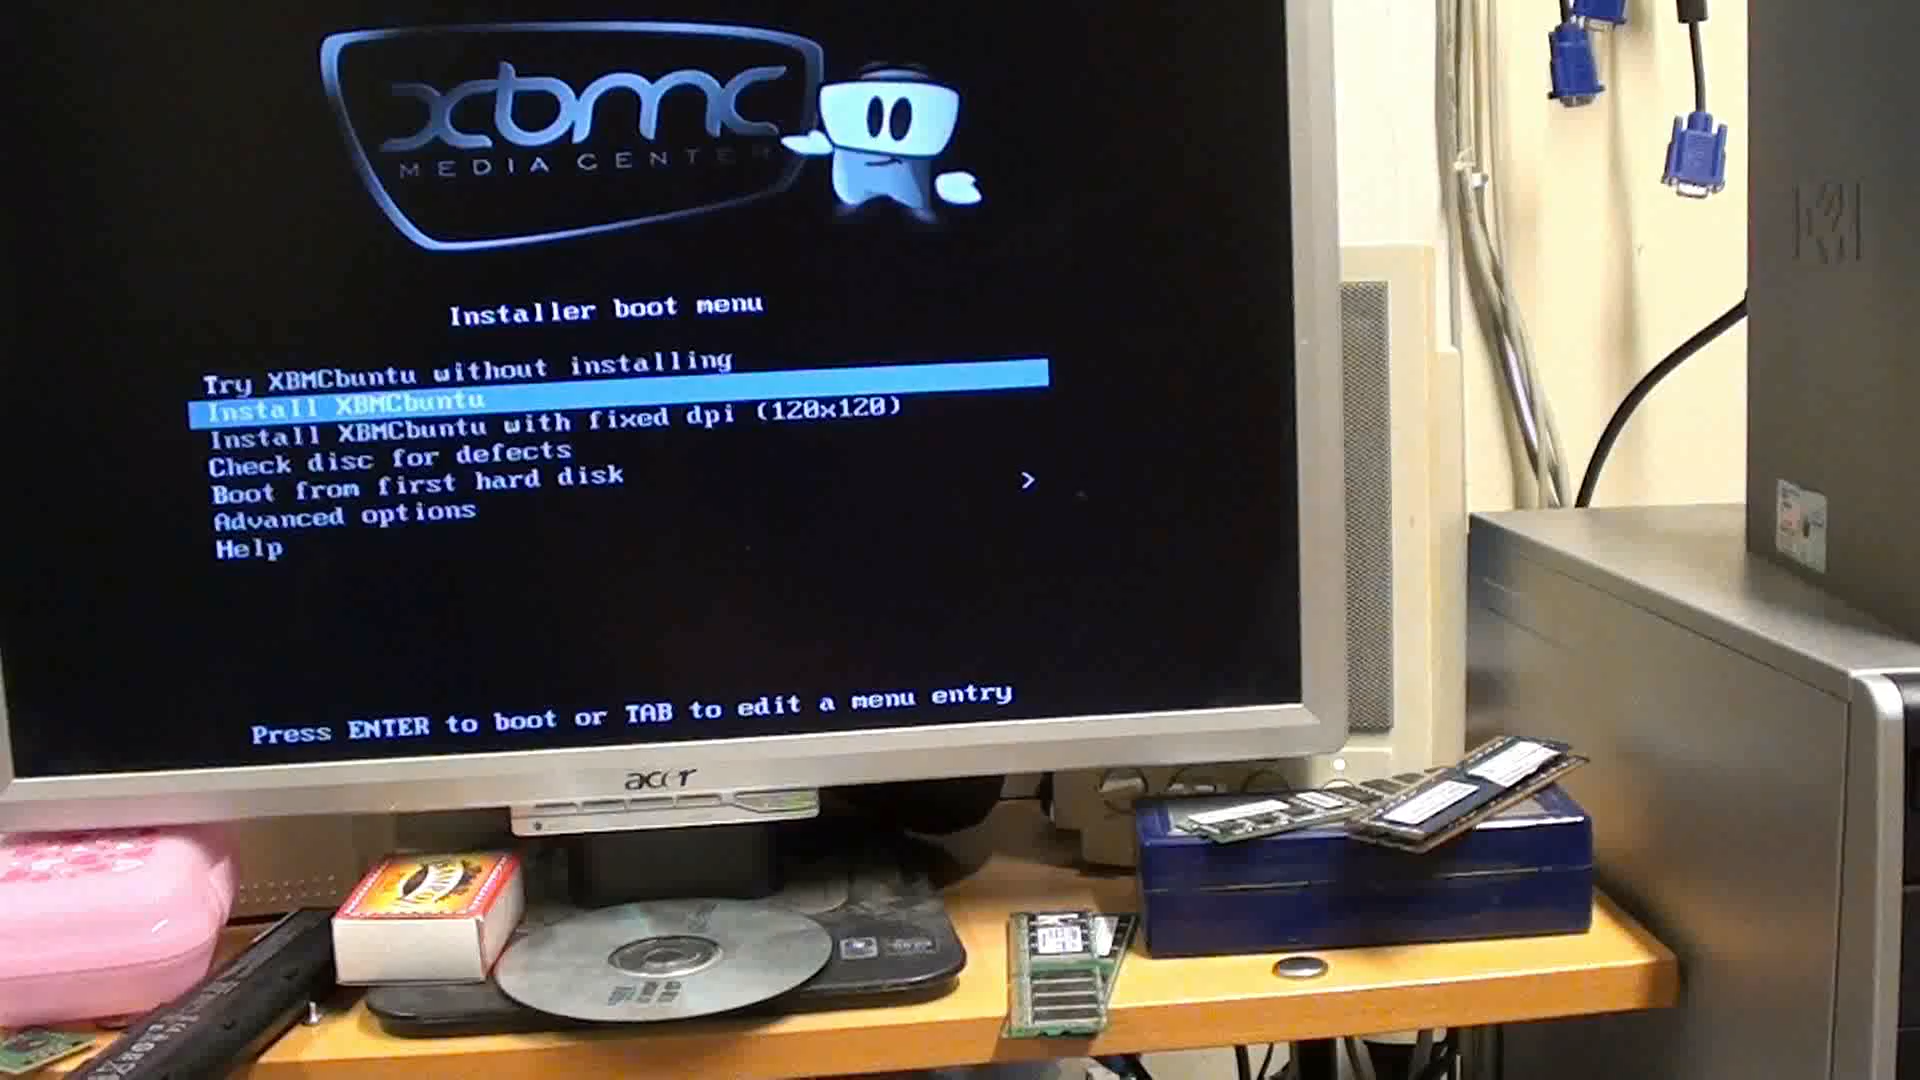 xbmc
MEDIA CENTER
Installer boot menu
Try XBMCbuntu without installing
Install XBMCbuntu
Install XBMCbuntu with fixed dpi (120x120)
Check disc for defects
Boot from first hard disk
Advanced options >
Help
Press ENTER to boot or TAB to edit a menu entry
acer